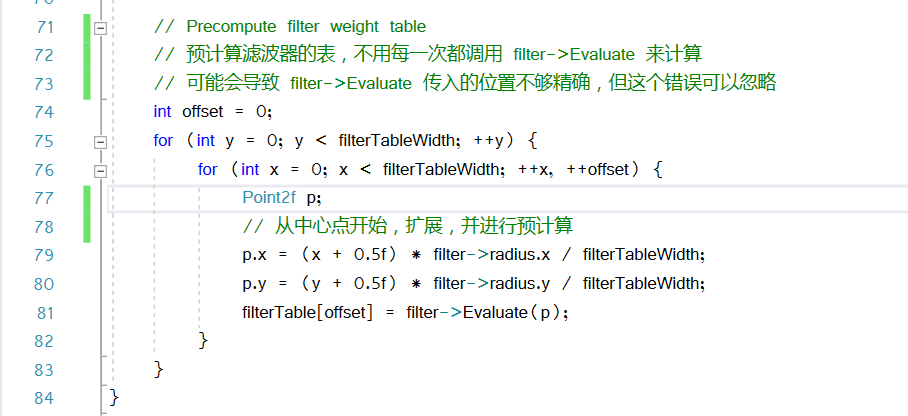 71 // Precompute filter weight table
72 // 预计算滤波器的表，不用每一次都调用 filter->Evaluate 来计算
73 // 可能会导致 filter->Evaluate 传入的位置不够精确，但这个错误可以忽略
74 int offset = 0;
75 for (int y = 0; y < filterTableWidth; ++y) {
76 for (int x = 0; x < filterTableWidth; ++x, ++offset) {
77 Point2f p;
78 // 从中心点开始，扩展，并进行预计算
79 p.x = (x + 0.5f) * filter->radius.x / filterTableWidth;
80 p.y = (y + 0.5f) * filter->radius.y / filterTableWidth;
81 filterTable[offset] = filter->Evaluate(p);
82 }
83 }
84 }